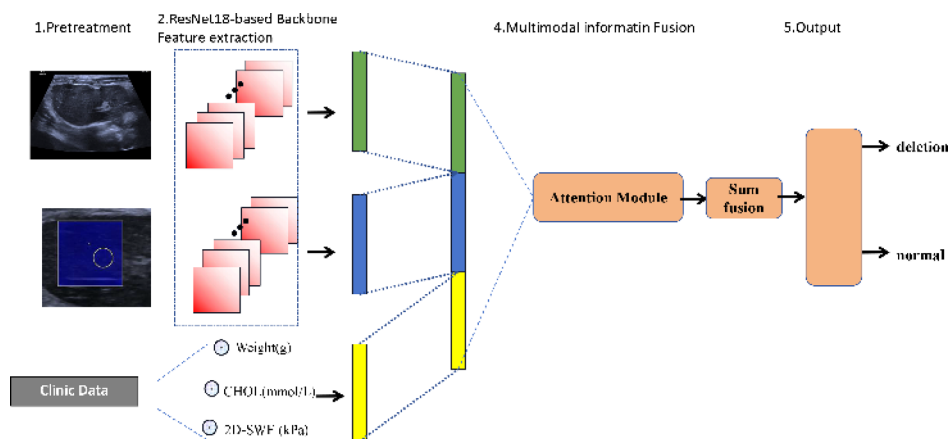 1.Pretreatment
2.ResNet18-based Backbone
Feature extraction
4.Multimodal informatin Fusion
5.Output
Attention Module
Sum
fusion
deletion
normal
Clinic Data
Weight(g)
CHOL(mmol/L)
2D-SWE (kPa)